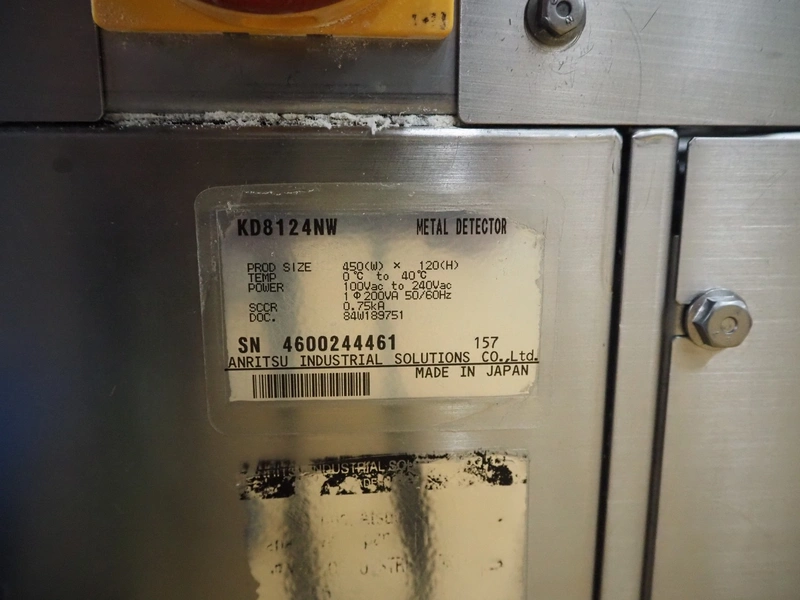 KD8124NW METAL DETECTOR
PROD SIZE 450(W) × 120(H)
TEMP 0℃ to 40℃
POWER 100Vac to 240Vac
1Φ200VA 50/60Hz
SCCR 0.75kA
DOC. 84W189751
SN 4600244461 157
ANRITSU INDUSTRIAL SOLUTIONS CO.,Ltd.
MADE IN JAPAN
INDUSTRIAL